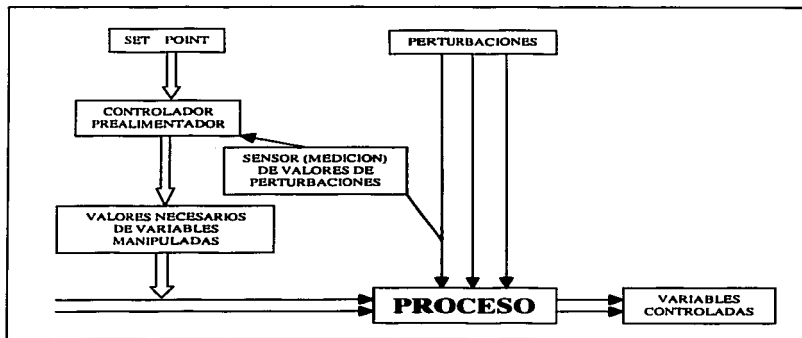 SET POINT
PERTURBACIONES
CONTROLADOR
PREALIMENTADOR
SENSOR (MEDICION)
DE VALORES DE
PERTURBACIONES
VALORES NECESARIOS
DE VARIABLES
MANIPULADAS
PROCESO
VARIABLES
CONTROLADAS